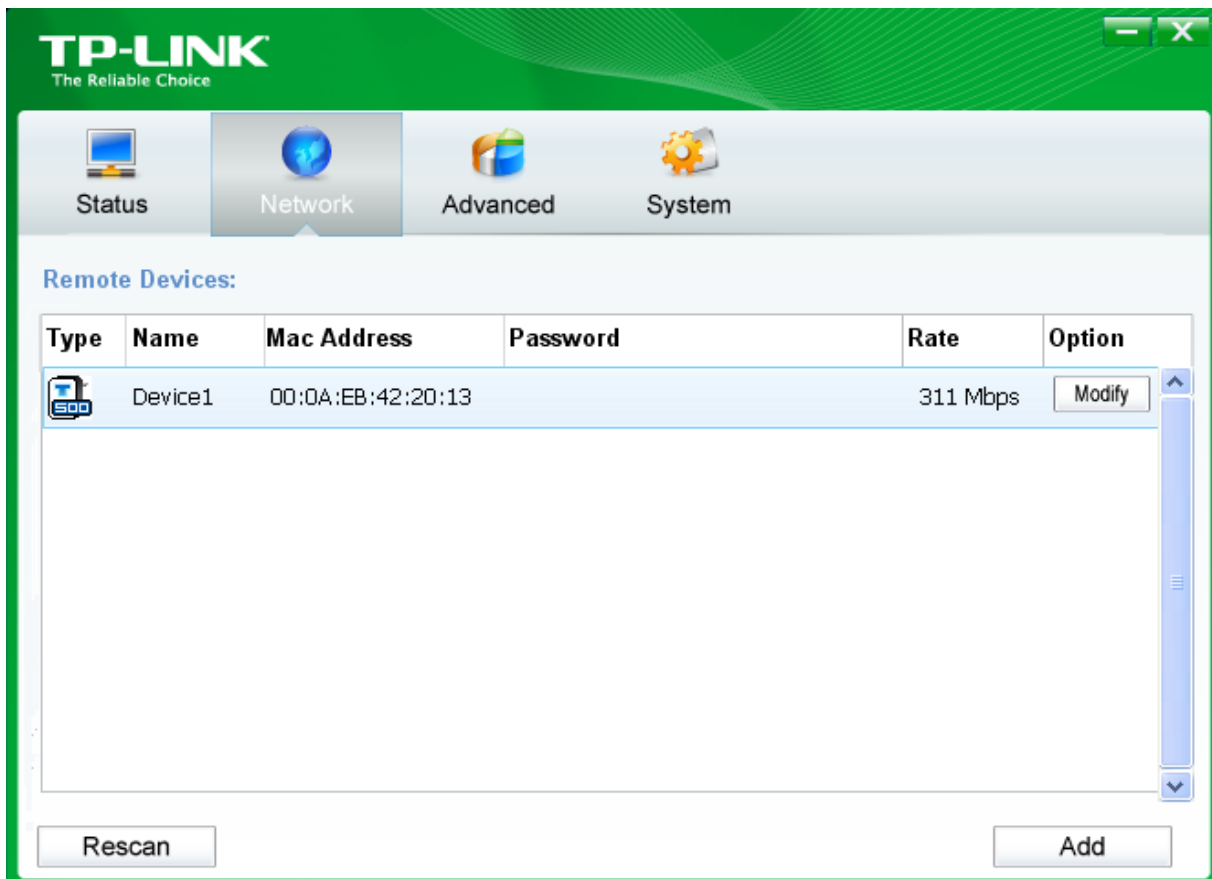 TP-LINK
The Reliable Choice
Status Network Advanced System
Remote Devices:
Type Name Mac Address Password Rate Option
T 500 Device1 00:0A:EB:42:20:13 311 Mbps Modify
Rescan Add